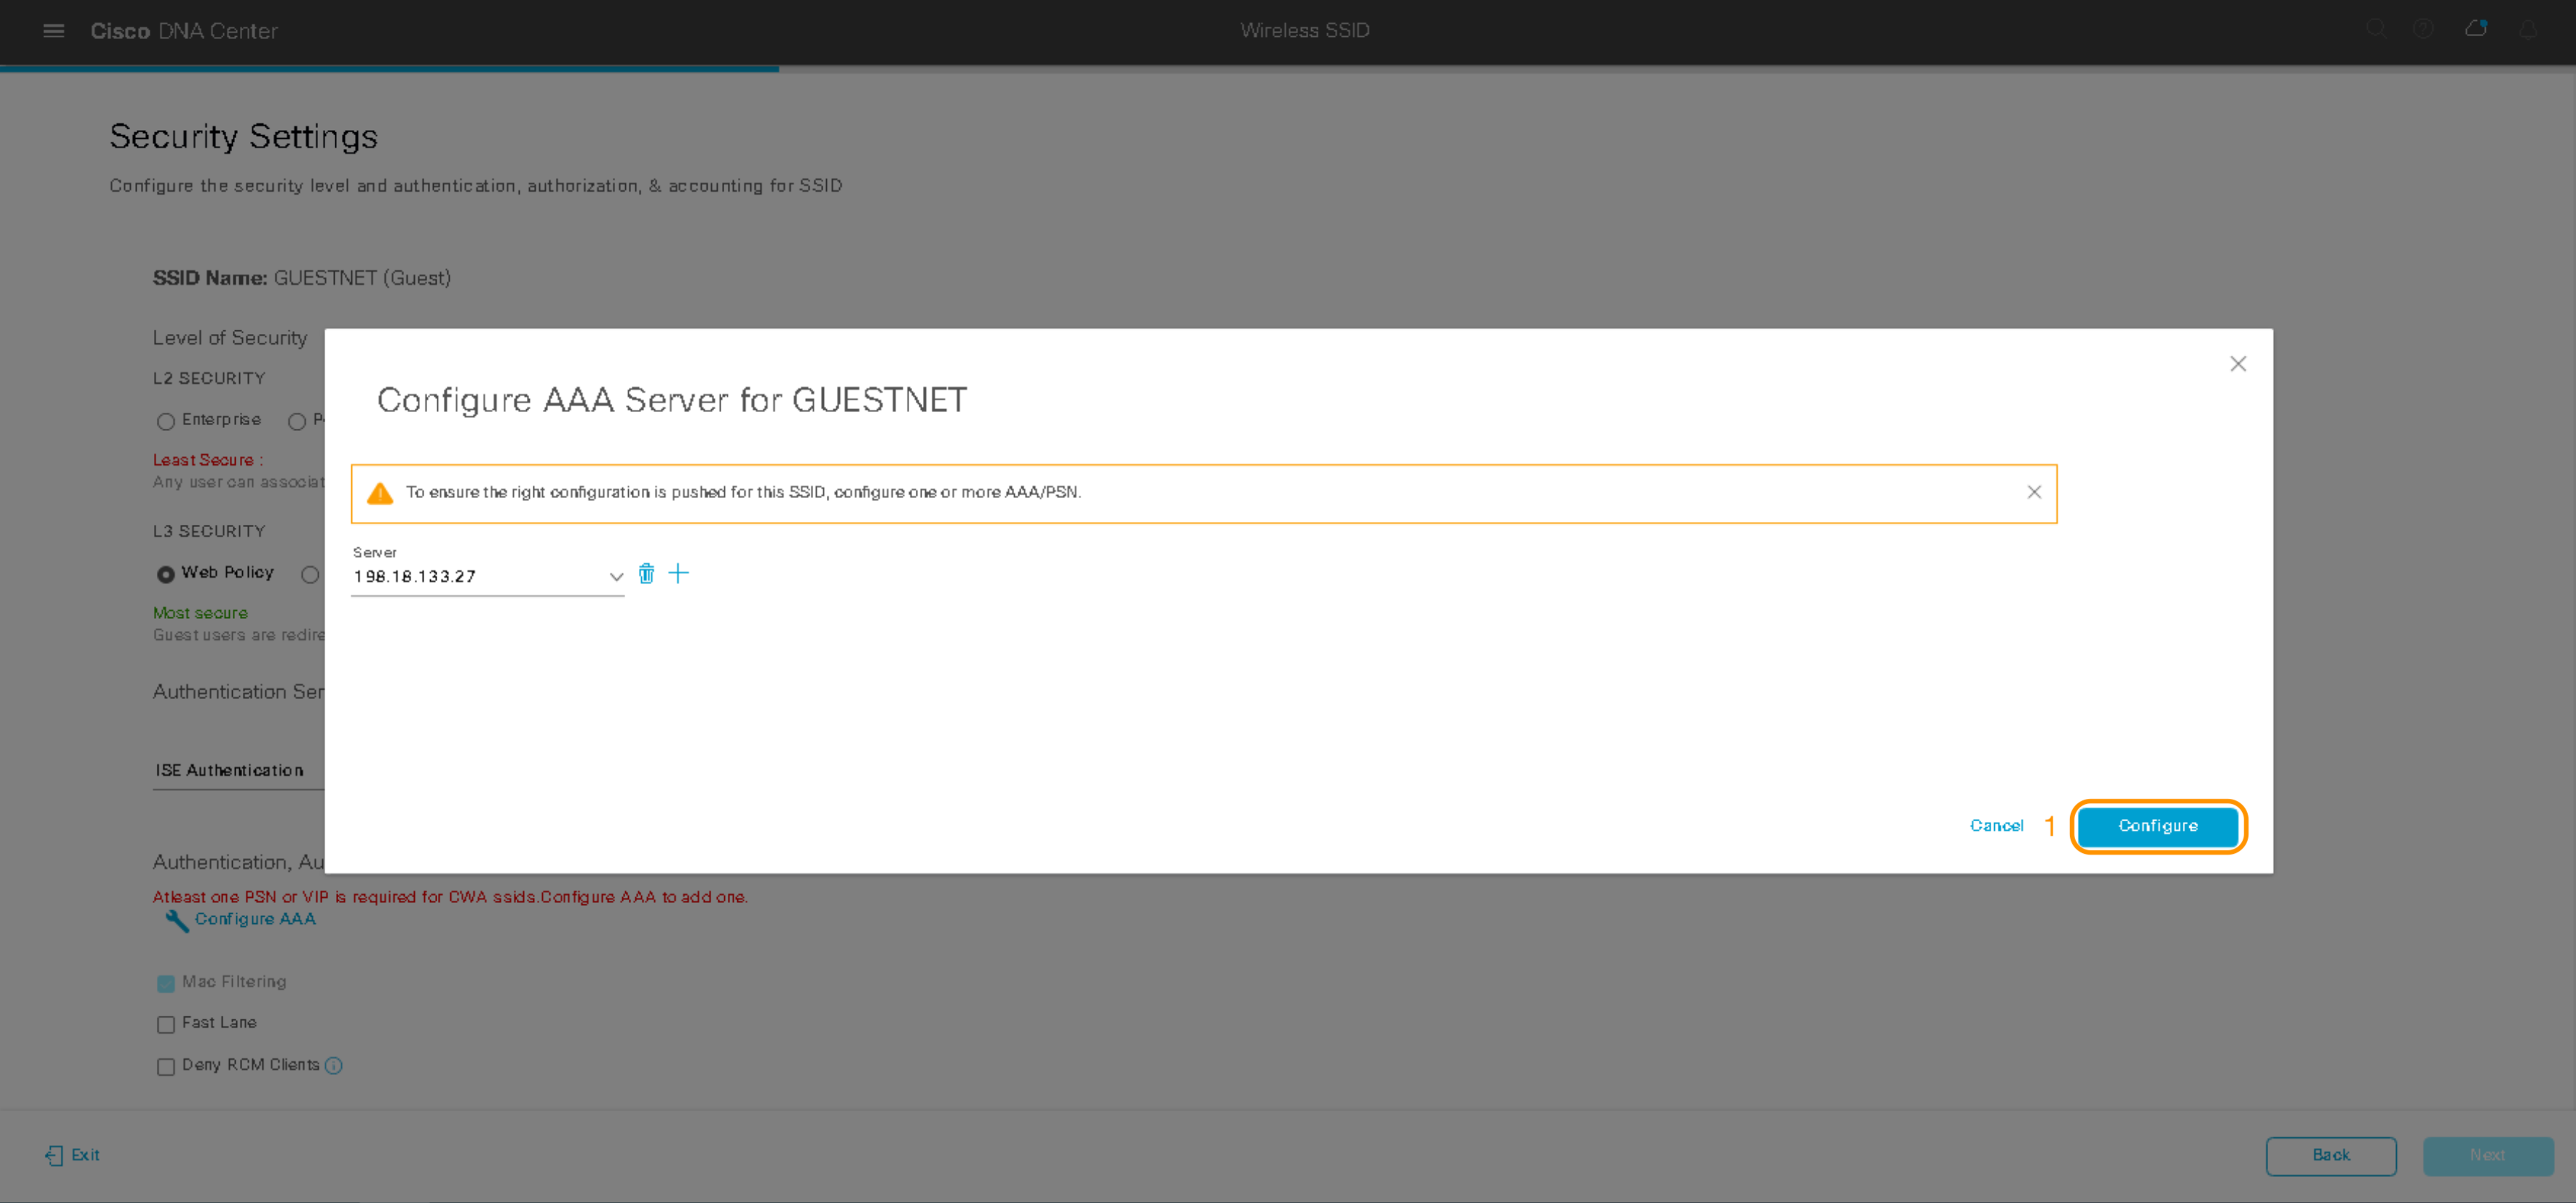 Cisco DNA Center
Wireless SSID
Security Settings
Configure the security level and authentication, authorization, & accounting for SSID
SSID Name: GUESTNET (Guest)
Level of Security
L2 SECURITY
Enterprise
Least Secure :
Any user can associat
L3 SECURITY
Web Policy
Most secure
Guest users are redire
Authentication Ser
ISE Authentication
Configure AAA Server for GUESTNET
To ensure the right configuration is pushed for this SSID, configure one or more AAA/PSN.
Server
198.18.133.27
Cancel 1 Configure
Authentication, Au
Atleast one PSN or VIP is required for CWA ssids.Configure AAA to add one.
Configure AAA
Mac Filtering
Fast Lane
Deny RCM Clients
Exit
Back
Next